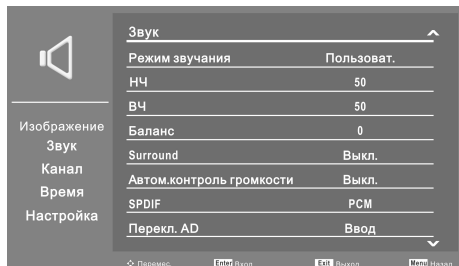 Изображение
Звук
Канал
Время
Настройка
Звук
Режим звучания Пользоват.
НЧ 50
ВЧ 50
Баланс 0
Surround Выкл.
Автом.контроль громкости Выкл.
SPDIF PCM
Перекл. AD Ввод
Перемес. Enter Вход Exit Выход Menu Назад